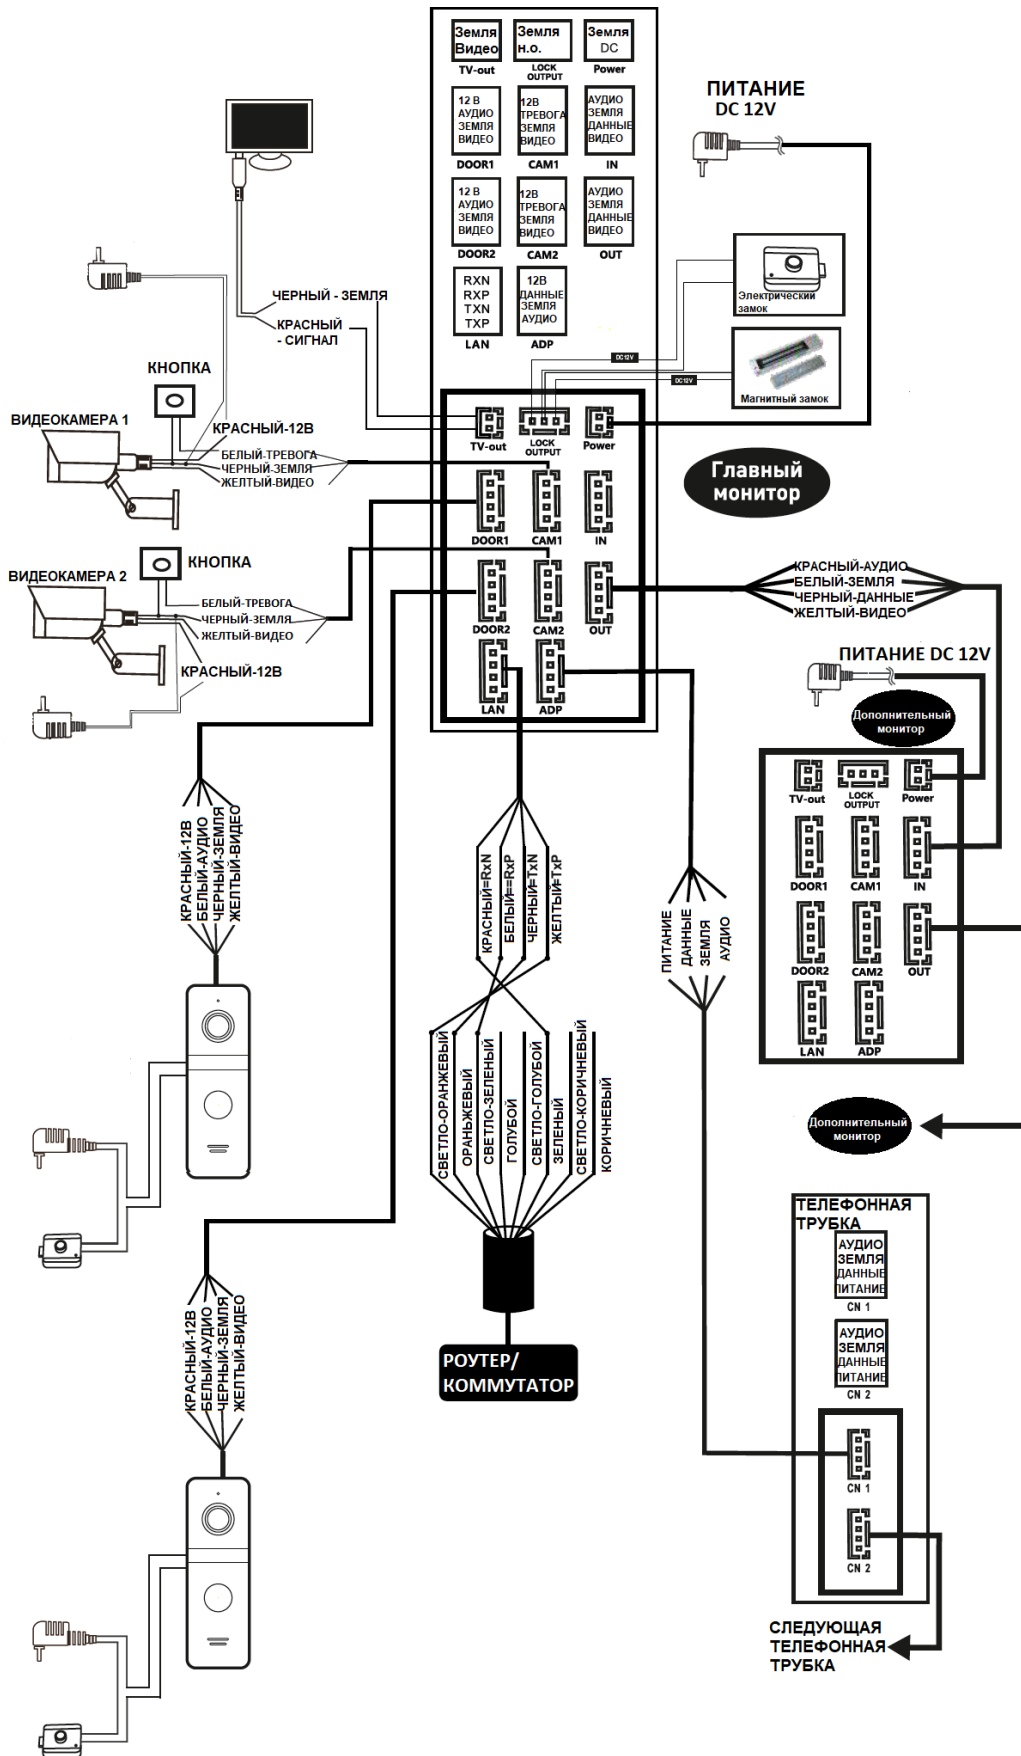 Земля
Видео
TV-out
Земля
н.о.
LOCK
OUTPUT
Земля
DC
Power
12 В
АУДИО
ЗЕМЛЯ
ВИДЕО
DOOR1
12В
ТРЕВОГА
ЗЕМЛЯ
ВИДЕО
CAM1
АУДИО
ЗЕМЛЯ
ДАННЫЕ
ВИДЕО
IN
12 В
АУДИО
ЗЕМЛЯ
ВИДЕО
DOOR2
12В
ТРЕВОГА
ЗЕМЛЯ
ВИДЕО
CAM2
АУДИО
ЗЕМЛЯ
ДАННЫЕ
ВИДЕО
OUT
RXN
RXP
TXN
TXP
LAN
12В
ДАННЫЕ
ЗЕМЛЯ
АУДИО
ADP
ПИТАНИЕ
DC 12V
Электрический
замок
DC12V
DC12V
Магнитный замок
ЧЕРНЫЙ - ЗЕМЛЯ
КРАСНЫЙ
- СИГНАЛ
КНОПКА
ВИДЕОКАМЕРА 1
КРАСНЫЙ-12В
БЕЛЫЙ-ТРЕВОГА
ЧЕРНЫЙ-ЗЕМЛЯ
ЖЕЛТЫЙ-ВИДЕО
TV-out
LOCK
OUTPUT
Power
DOOR1
CAM1
IN
DOOR2
CAM2
OUT
LAN
ADP
Главный
монитор
КНОПКА
ВИДЕОКАМЕРА 2
БЕЛЫЙ-ТРЕВОГА
ЧЕРНЫЙ-ЗЕМЛЯ
ЖЕЛТЫЙ-ВИДЕО
КРАСНЫЙ-12В
КРАСНЫЙ-АУДИО
БЕЛЫЙ-ЗЕМЛЯ
ЧЕРНЫЙ-ДАННЫЕ
ЖЕЛТЫЙ-ВИДЕО
ПИТАНИЕ DC 12V
Дополнительный
монитор
TV-out
LOCK
OUTPUT
Power
DOOR1
CAM1
IN
DOOR2
CAM2
OUT
LAN
ADP
КРАСНЫЙ-12В
БЕЛЫЙ-АУДИО
ЧЕРНЫЙ-ЗЕМЛЯ
ЖЕЛТЫЙ-ВИДЕО
КРАСНЫЙ=RxN
БЕЛЫЙ==RxP
ЧЕРНЫЙ=TxN
ЖЕЛТЫЙ=TxP
ПИТАНИЕ
ДАННЫЕ
ЗЕМЛЯ
АУДИО
СВЕТЛО-ОРАНЖЕВЫЙ
ОРАНЬЖЕВЫЙ
СВЕТЛО-ЗЕЛЕНЫЙ
ГОЛУБОЙ
СВЕТЛО-ГОЛУБОЙ
ЗЕЛЕНЫЙ
СВЕТЛО-КОРИЧНЕВЫЙ
КОРИЧНЕВЫЙ
Дополнительный
монитор
ТЕЛЕФОННАЯ
ТРУБКА
АУДИО
ЗЕМЛЯ
ДАННЫЕ
ПИТАНИЕ
CN 1
АУДИО
ЗЕМЛЯ
ДАННЫЕ
ПИТАНИЕ
CN 2
CN 1
CN 2
КРАСНЫЙ-12В
БЕЛЫЙ-АУДИО
ЧЕРНЫЙ-ЗЕМЛЯ
ЖЕЛТЫЙ-ВИДЕО
РОУТЕР/
КОММУТАТОР
СЛЕДУЮЩАЯ
ТЕЛЕФОННАЯ
ТРУБКА